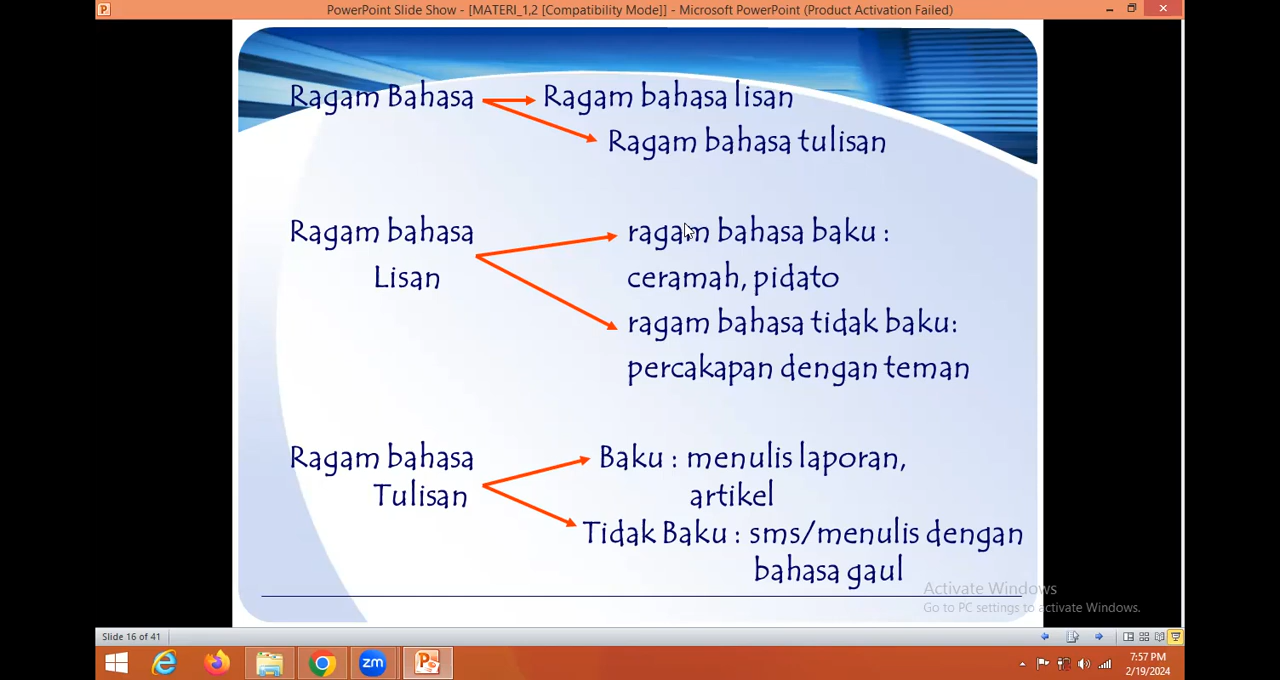 PowerPoint Slide Show - [MATERI_1,2 [Compatibility Mode]] - Microsoft PowerPoint (Product Activation Failed)
Ragam Bahasa
Ragam bahasa lisan
Ragam bahasa tulisan
Ragam bahasa
Lisan
ragam bahasa baku :
ceramah, pidato
ragam bahasa tidak baku:
percakapan dengan teman
Ragam bahasa
Tulisan
Baku : menulis laporan,
artikel
Tidak Baku : sms/menulis dengan
bahasa gaul
Activate Windows
Go to PC settings to activate Windows.
Slide 16 of 41
zm
7:57 PM
2/19/2024